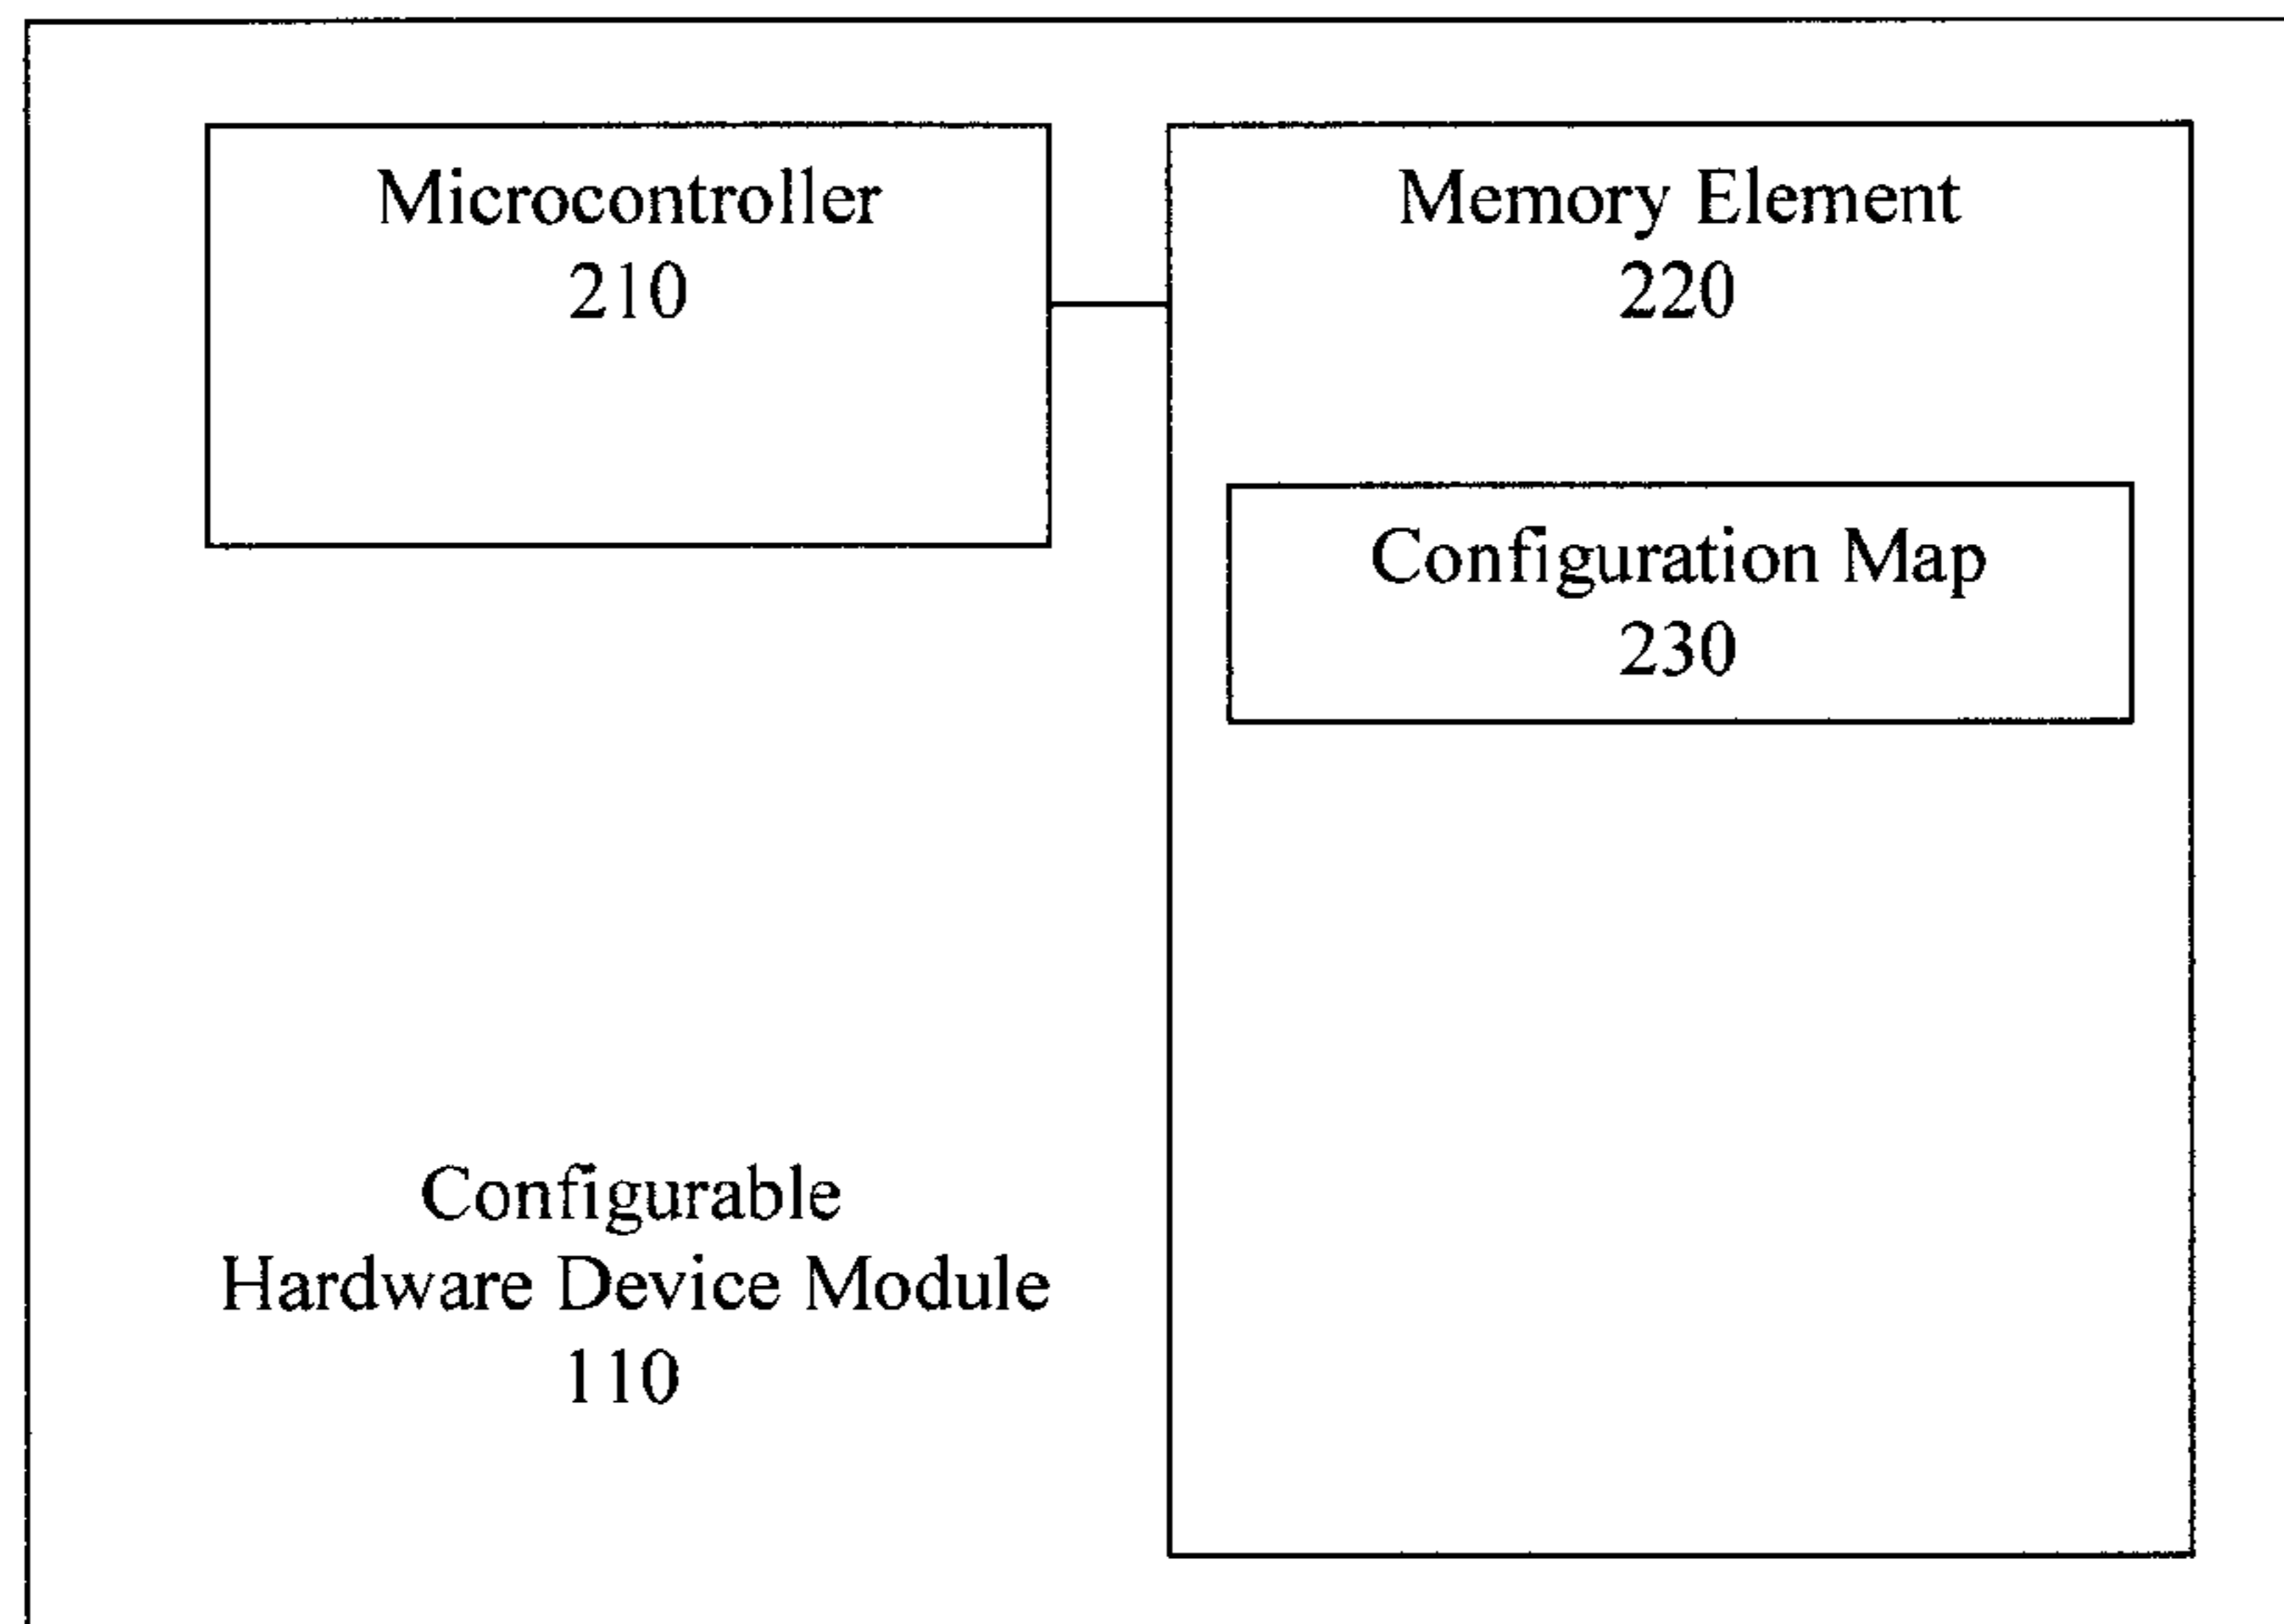 Microcontroller
210
Memory Element
220
Configuration Map
230
Configurable
Hardware Device Module
110